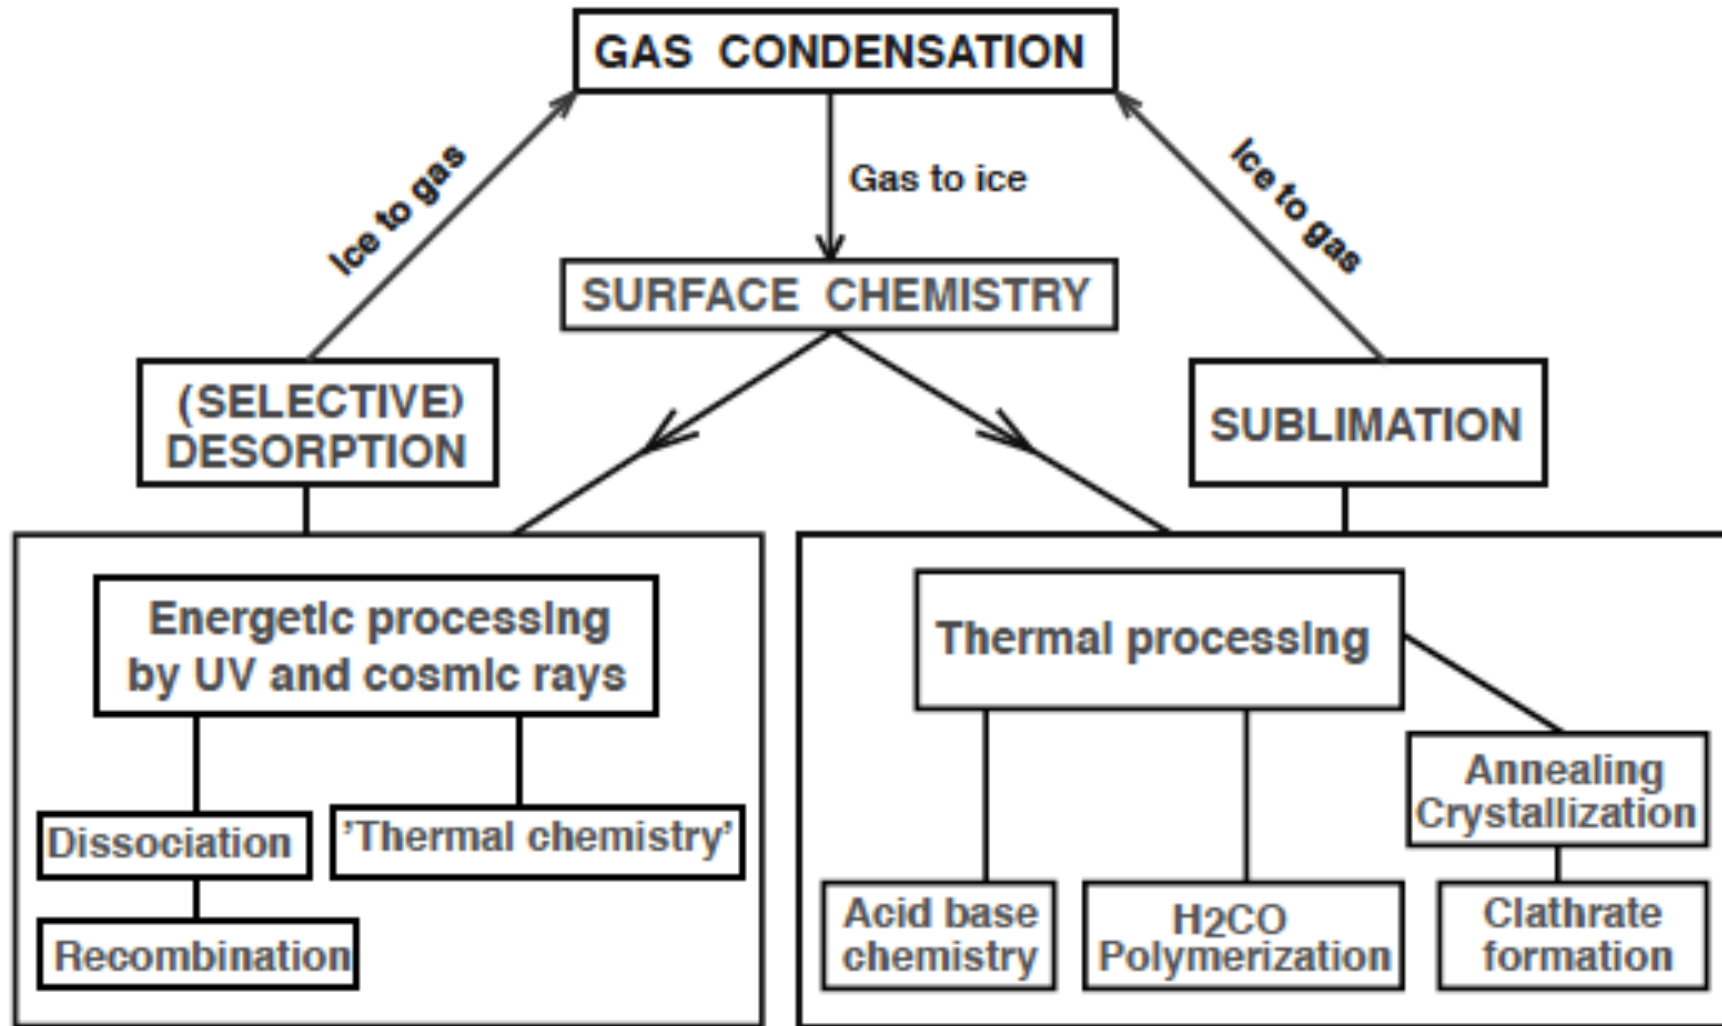 GAS CONDENSATION
Ice to gas
Gas to ice
Ice to gas
SURFACE CHEMISTRY
(SELECTIVE)
DESORPTION
SUBLIMATION
Energetic processing
by UV and cosmic rays
Thermal processing
Dissociation
'Thermal chemistry'
Recombination
Annealing
Crystallization
Acid base
chemistry
H2CO
Polymerization
Clathrate
formation